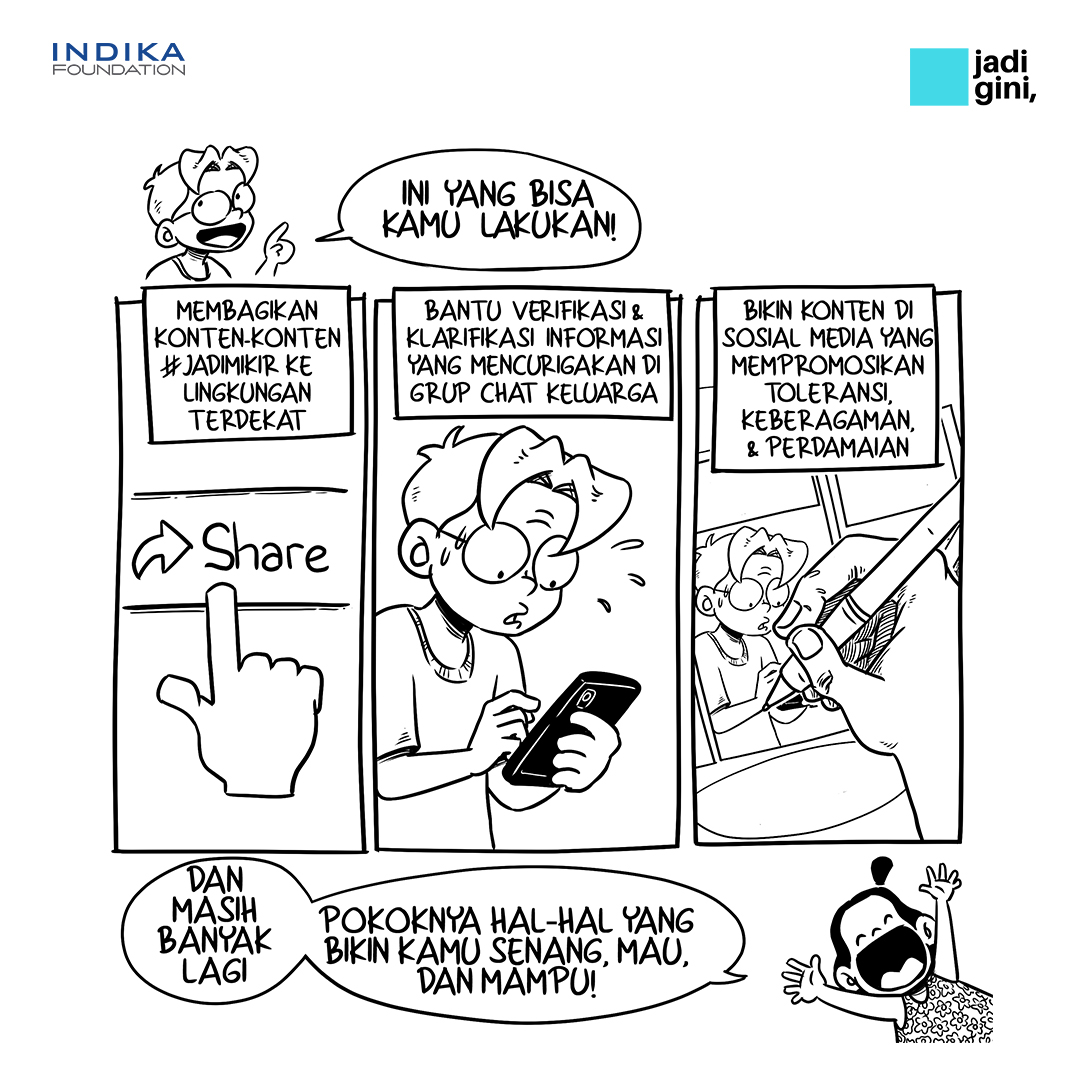 INDIKA
FOUNDATION
jadi
gini,
INI YANG BISA
KAMU LAKUKAN!
MEMBAGIKAN
KONTEN-KONTEN
#JADIMIKIR KE
LINGKUNGAN
TERDEKAT
BANTU VERIFIKASI &
KLARIFIKASI INFORMASI
YANG MENCURIGAKAN DI
GRUP CHAT KELUARGA
BIKIN KONTEN DI
SOSIAL MEDIA YANG
MEMPROMOSIKAN
TOLERANSI,
KEBERAGAMAN,
& PERDAMAIAN
Share
DAN
MASIH
BANYAK
LAGI
POKOKNYA HAL-HAL YANG
BIKIN KAMU SENANG, MAU,
DAN MAMPU!